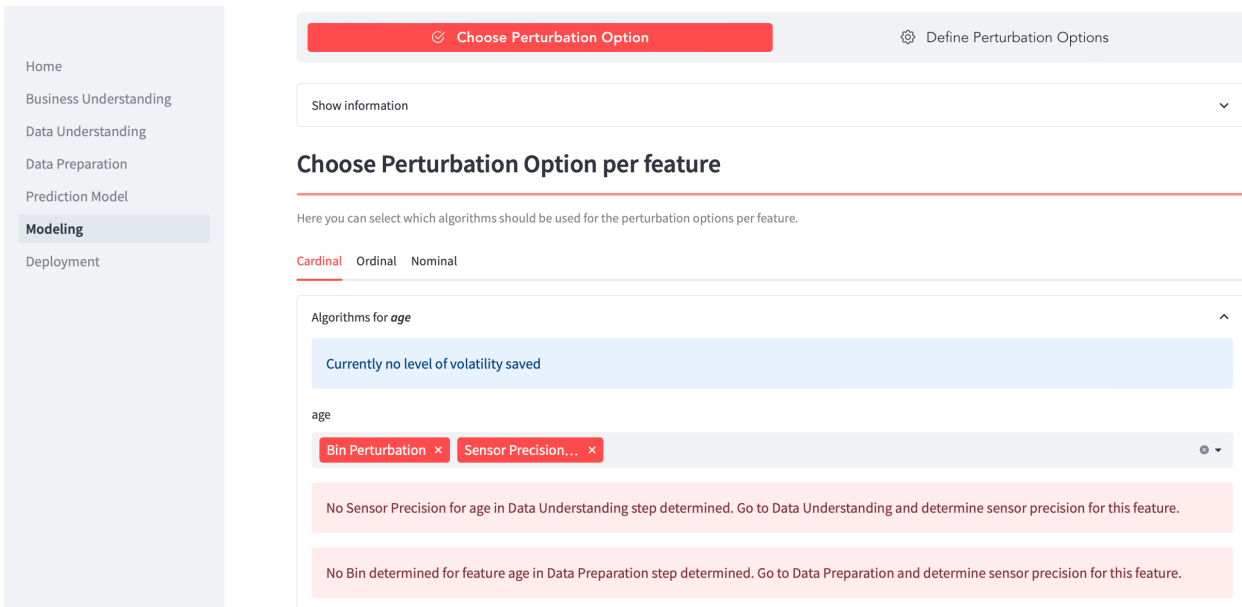 Choose Perturbation Option
Define Perturbation Options
Home
Business Understanding
Data Understanding
Data Preparation
Prediction Model
Modeling
Deployment
Show information
Choose Perturbation Option per feature
Here you can select which algorithms should be used for the perturbation options per feature.
Cardinal Ordinal Nominal
Algorithms for age
Currently no level of volatility saved
age
Bin Perturbation × Sensor Precision... ×
No Sensor Precision for age in Data Understanding step determined. Go to Data Understanding and determine sensor precision for this feature.
No Bin determined for feature age in Data Preparation step determined. Go to Data Preparation and determine sensor precision for this feature.